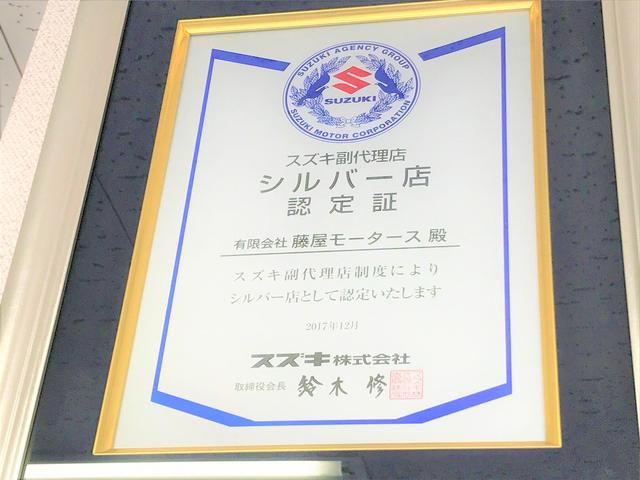 SUZUKI AGENCY GROUP
SUZUKI
SUZUKI MOTOR CORPORATION
スズキ副代理店
シルバー店
認定証
有限会社 藤屋モータース 殿
スズキ副代理店制度により
シルバー店として認定いたします
2017年12月
スズキ株式会社
取締役会長 鈴木 修